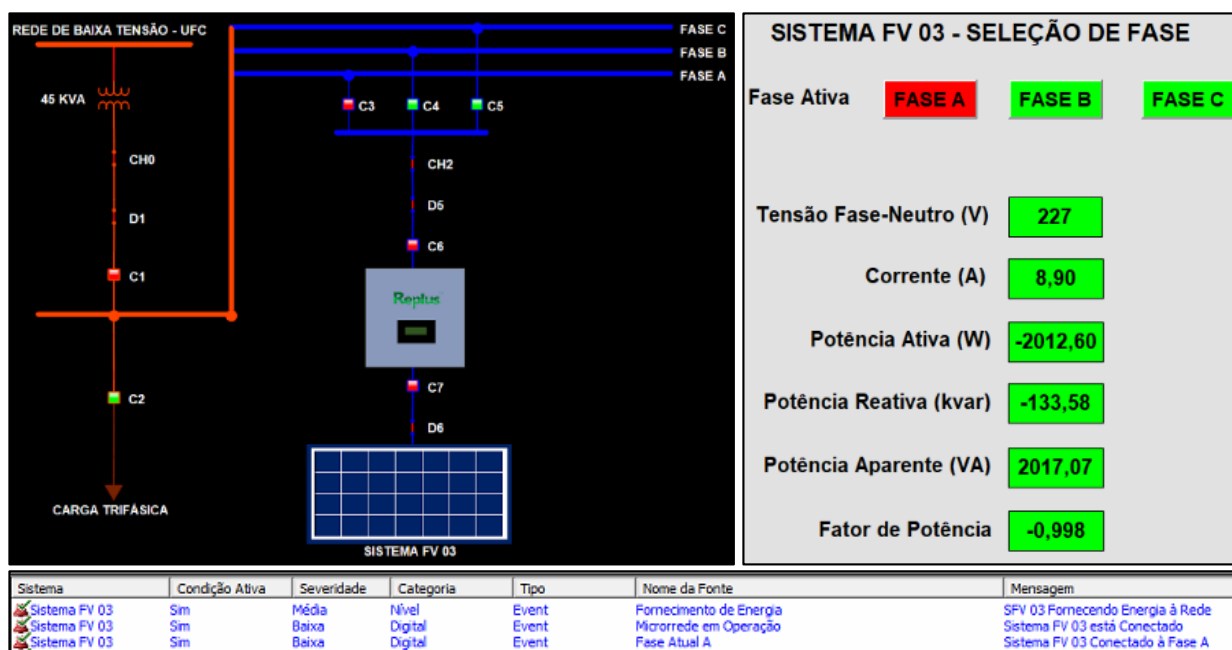 REDE DE BAIXA TENSÃO - UFC
FASE C
FASE B
FASE A
45 KVA
C3
C4
C5
CH0
CH2
D1
D5
C6
C1
Replus
C7
C2
D6
CARGA TRIFÁSICA
SISTEMA FV 03
SISTEMA FV 03 - SELEÇÃO DE FASE
Fase Ativa FASE A FASE B FASE C
Tensão Fase-Neutro (V) 227
Corrente (A) 8,90
Potência Ativa (W) -2012,60
Potência Reativa (kvar) -133,58
Potência Aparente (VA) 2017,07
Fator de Potência -0,998
Sistema Condição Ativa Severidade Categoria Tipo Nome da Fonte Mensagem
Sistema FV 03 Sim Média Nível Event Fornecimento de Energia SFV 03 Fornecendo Energia à Rede
Sistema FV 03 Sim Baixa Digital Event Microrrede em Operação Sistema FV 03 está Conectado
Sistema FV 03 Sim Baixa Digital Event Fase Atual A Sistema FV 03 Conectado à Fase A